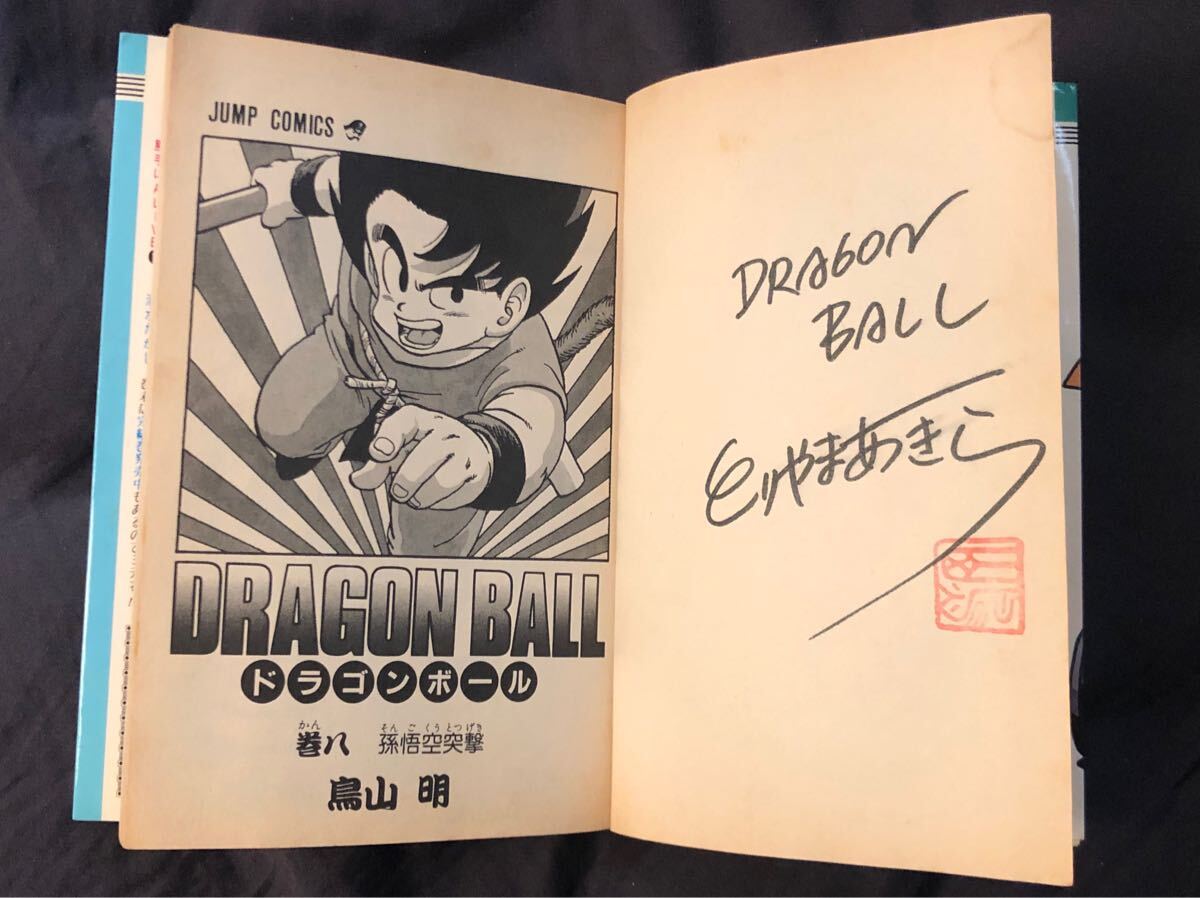 JUMP COMICS
DRAGON BALL
ドラゴンボール
かん そんごくうとつげき
巻八 孫悟空突撃
鳥山 明
DRAGON
BALL
とりやまあきら